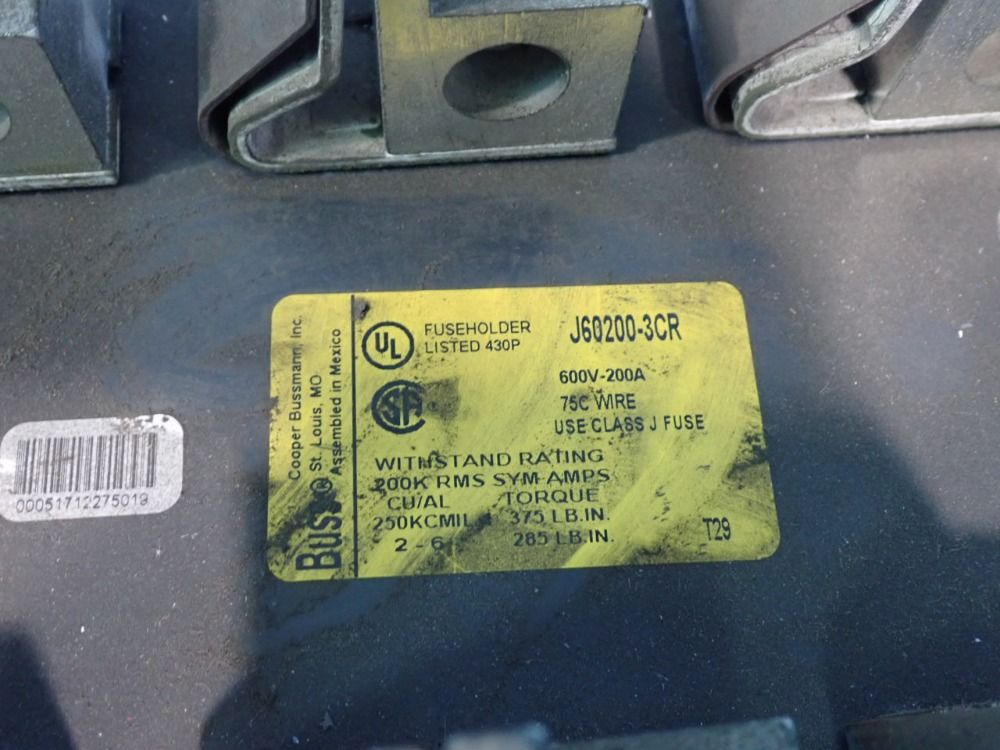 Cooper Bussmann, Inc.
Buss ® St. Louis, MO
Assembled in Mexico
UL
FUSEHOLDER
LISTED 430P
J60200-3CR
SA ®
600V-200A
75C WIRE
USE CLASS J FUSE
WITHSTAND RATING
200K RMS SYM AMPS
CU/AL TORQUE
250KCMIL 375 LB.IN.
2 - 6 285 LB.IN.
T29
00051712275019